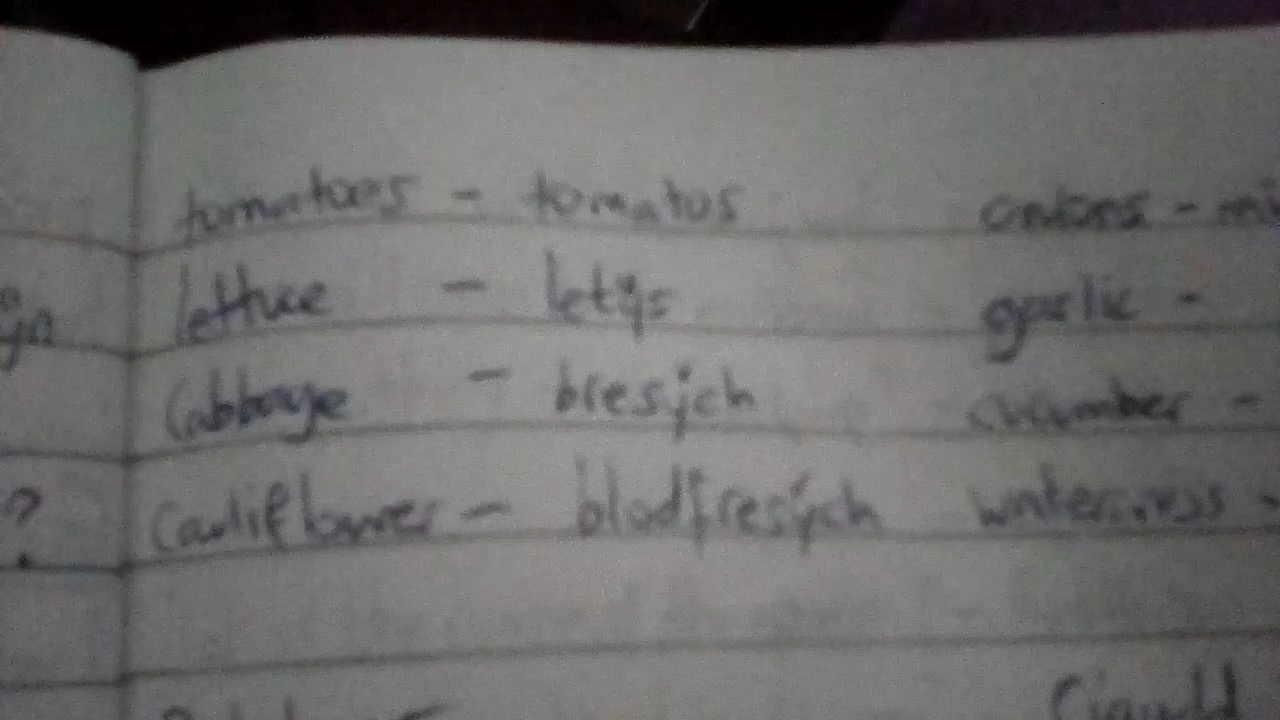 tomatoes - tomatos onions -
lettuce - letys garlic -
Cabbage - bresych cucumber -
Cauliflower - blodfresych watercress -